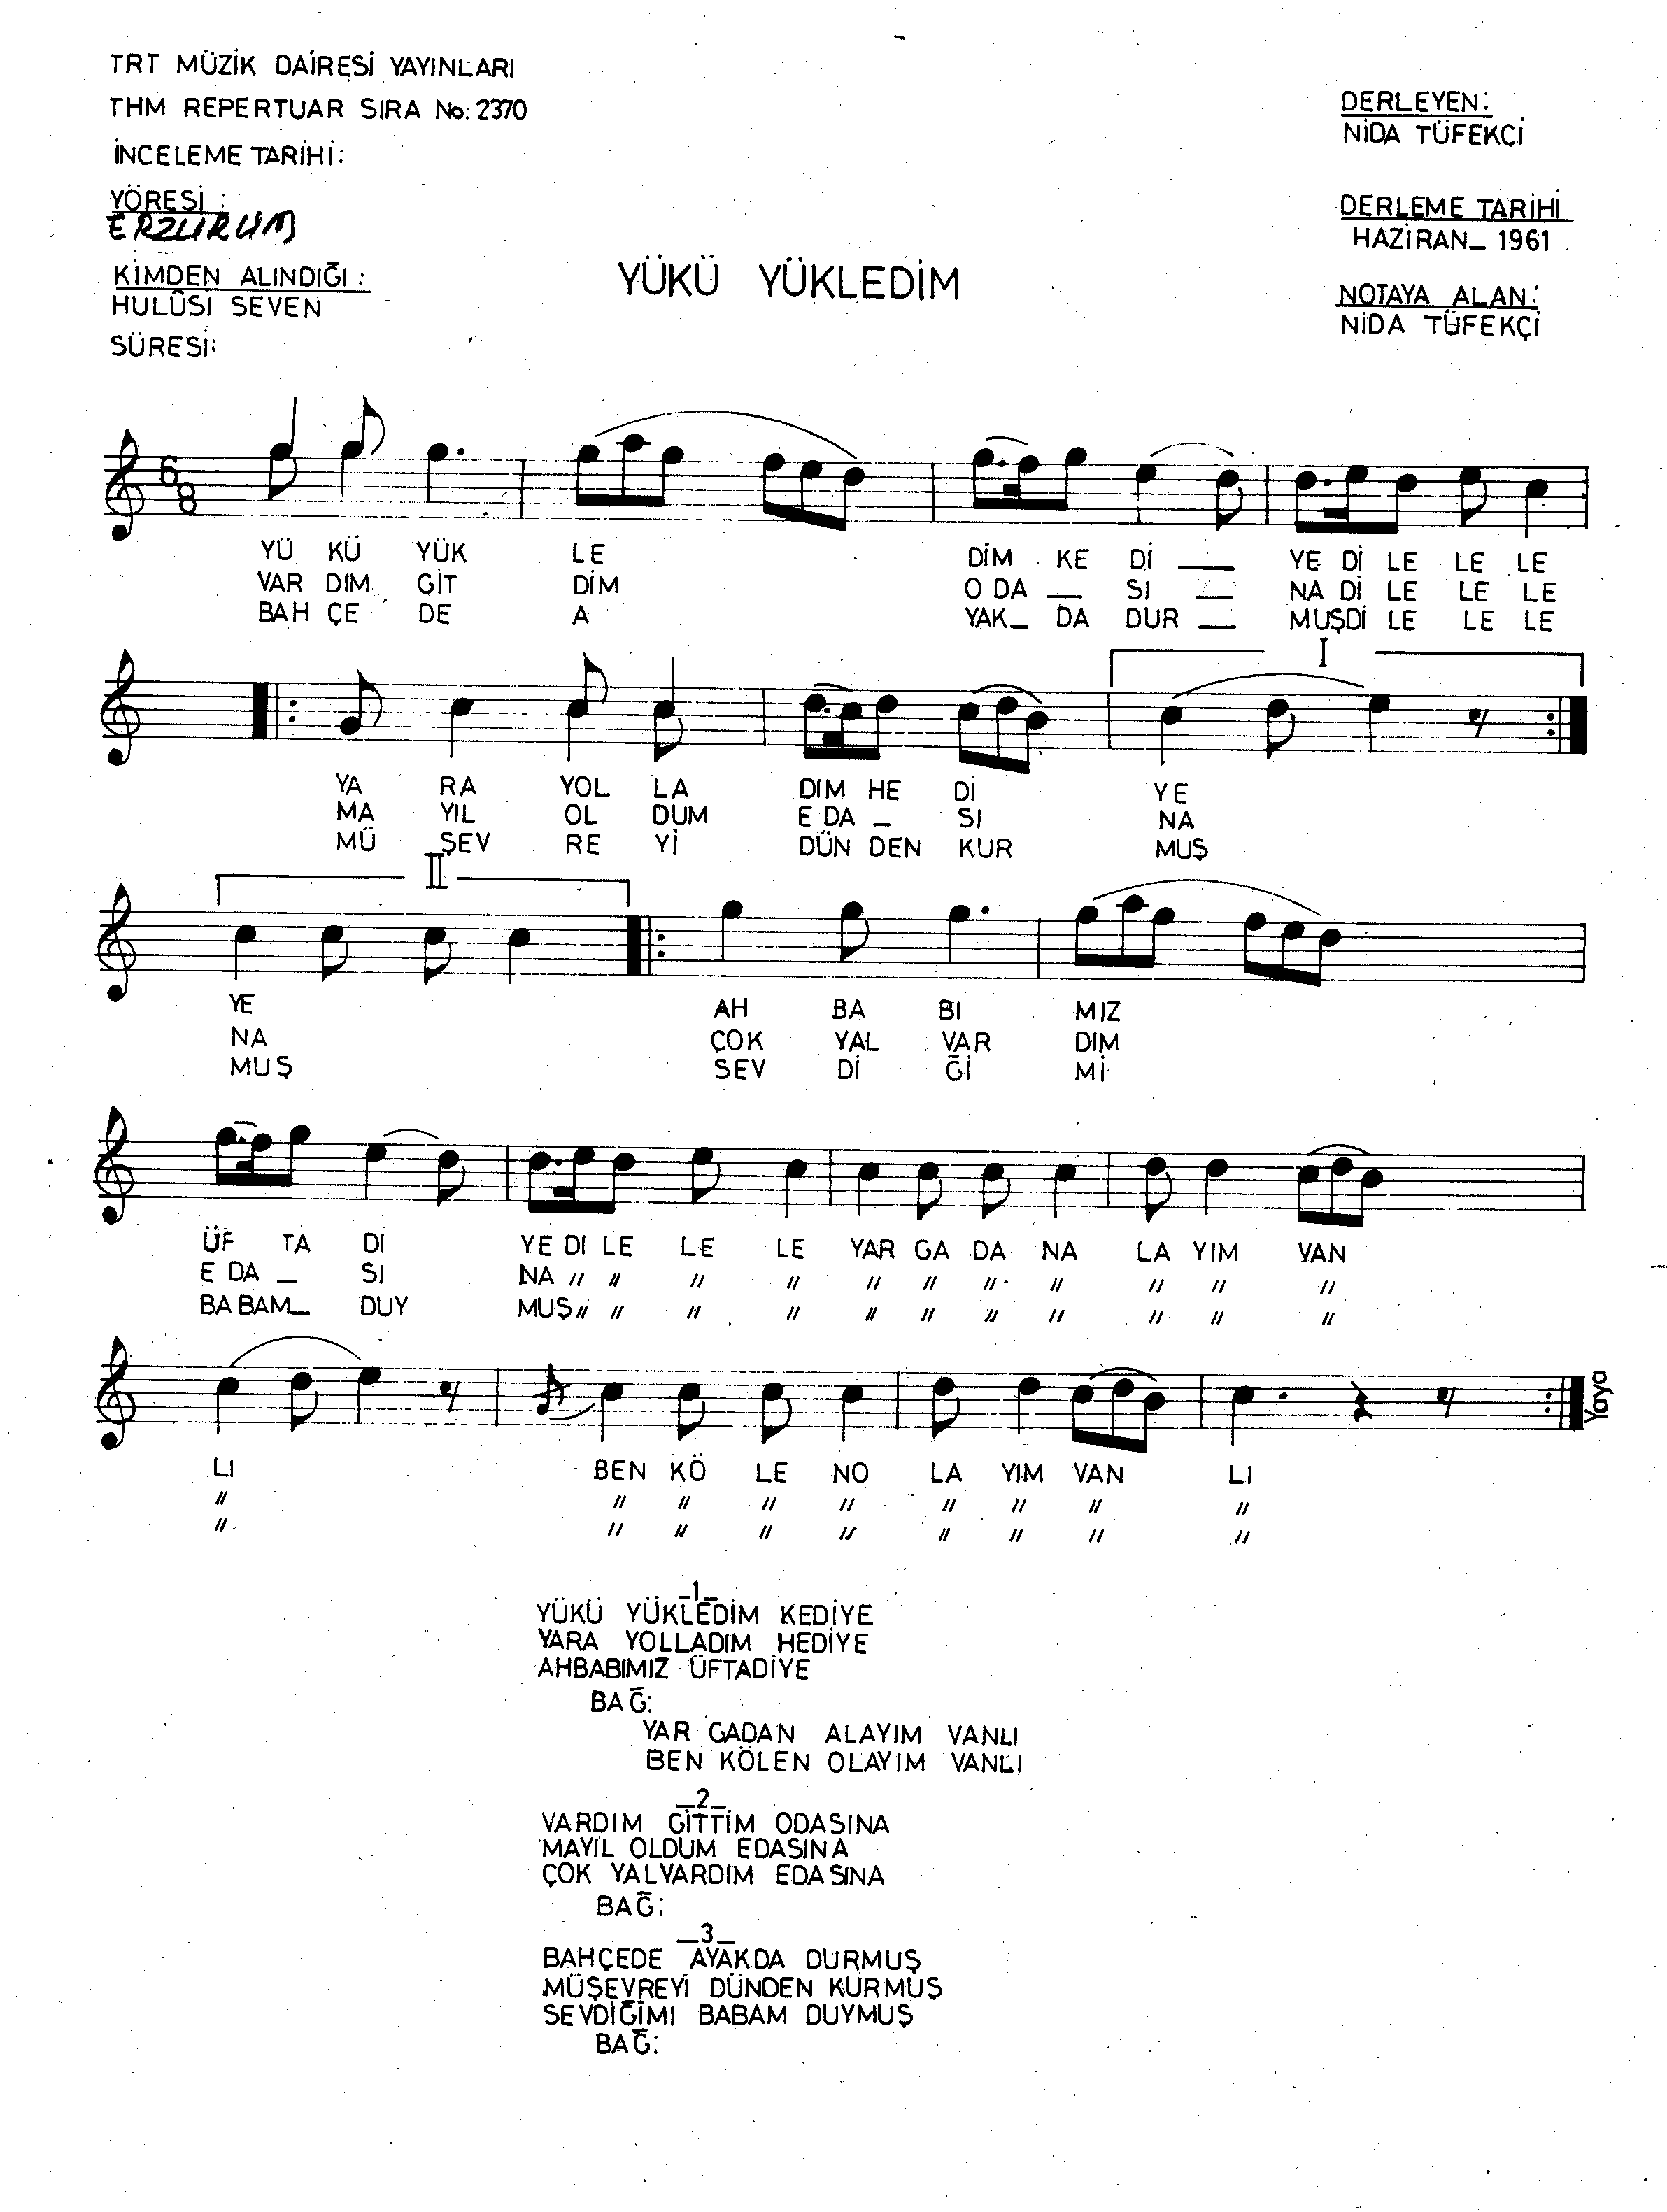 TRT MÜZİK DAİRESİ YAYINLARI
THM REPERTUAR SIRA No: 2370
İNCELEME TARİHİ:
YÖRESİ :
ERZURUM
KİMDEN ALINDIĞI :
HULÛSİ SEVEN
SÜRESİ:
YÜKÜ YÜKLEDİM
DERLEYEN:
NİDA TÜFEKÇİ
DERLEME TARİHİ
HAZİRAN_ 1961
NOTAYA ALAN:
NİDA TÜFEKÇİ
6
8
YÜ KÜ YÜK LE DİM KE Dİ __ YE Dİ LE LE LE
VAR DIM GİT DİM O DA _ SI __ NA Dİ LE LE LE
BAH ÇE DE A YAK_ DA DUR __ MUŞDİ LE LE LE
I
YA RA YOL LA DIM HE Dİ YE
MA YIL OL DUM E DA _ SI NA
MÜ ŞEV RE Yİ DÜN DEN KUR MUŞ
II
YE AH BA BI MIZ
NA ÇOK YAL VAR DIM
MUŞ SEV Dİ Ğİ Mİ
ÜF TA Dİ YE DI LE LE LE YAR GA DA NA LA YIM VAN
E DA _ SI NA " " " " " " " " " " "
BA BAM_ DUY MUŞ " " " " " " " " " " "
Yaya
LI BEN KÖ LE NO LA YIM VAN LI
" " " " " " " " "
" " " " " " " " "
_1_
YÜKÜ YÜKLEDİM KEDİYE
YARA YOLLADIM HEDİYE
AHBABIMIZ ÜFTADİYE
BAĞ:
YAR GADAN ALAYIM VANLI
BEN KÖLEN OLAYIM VANLI
_2_
VARDIM GİTTİM ODASINA
MAYIL OLDUM EDASINA
ÇOK YALVARDIM EDASINA
BAĞ:
_3_
BAHÇEDE AYAKDA DURMUŞ
MÜŞEVREYİ DÜNDEN KURMUŞ
SEVDİĞİMI BABAM DUYMUŞ
BAĞ: